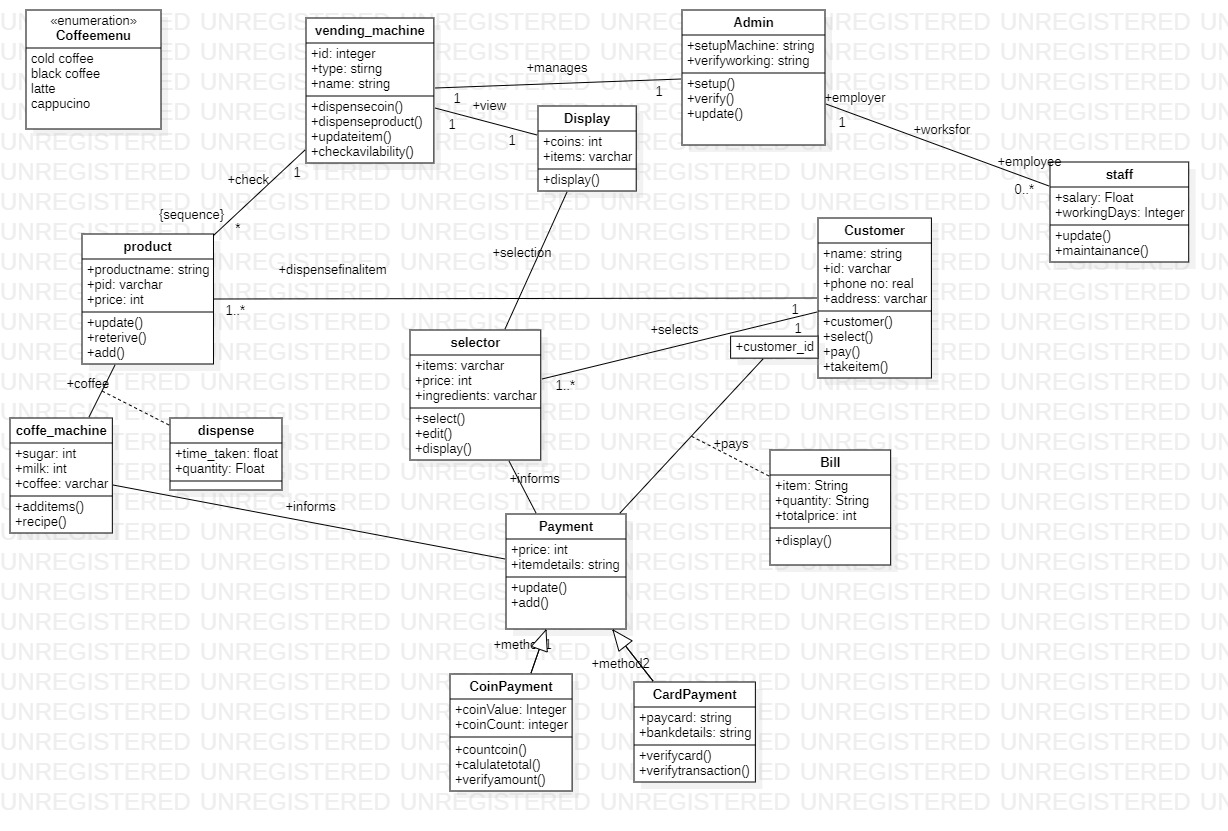 «enumeration»
Coffeemenu
cold coffee
black coffee
latte
cappucino
vending_machine
+id: integer
+type: stirng
+name: string
+dispensecoin()
+dispenseproduct()
+updateitem()
+checkavilability()
Admin
+setupMachine: string
+verifyworking: string
+setup()
+verify()
+update()
+manages
1
1
+view
1
1
Display
+coins: int
+items: varchar
+display()
+employer
1
+worksfor
+employee
0..*
staff
+salary: Float
+workingDays: Integer
+update()
+maintainance()
+check
1
{sequence}
*
product
+productname: string
+pid: varchar
+price: int
+update()
+reterive()
+add()
+dispensefinalitem
1..*
1
+selection
Customer
+name: string
+id: varchar
+phone no: real
+address: varchar
+customer()
+select()
+pay()
+takeitem()
+selects
1
1..*
+customer_id
selector
+items: varchar
+price: int
+ingredients: varchar
+select()
+edit()
+display()
+coffee
coffe_machine
+sugar: int
+milk: int
+coffee: varchar
+additems()
+recipe()
dispense
+time_taken: float
+quantity: Float
+informs
+informs
+pays
Bill
+item: String
+quantity: String
+totalprice: int
+display()
Payment
+price: int
+itemdetails: string
+update()
+add()
+method1
+method2
CoinPayment
+coinValue: Integer
+coinCount: integer
+countcoin()
+calulatetotal()
+verifyamount()
CardPayment
+paycard: string
+bankdetails: string
+verifycard()
+verifytransaction()
UNREGISTERED